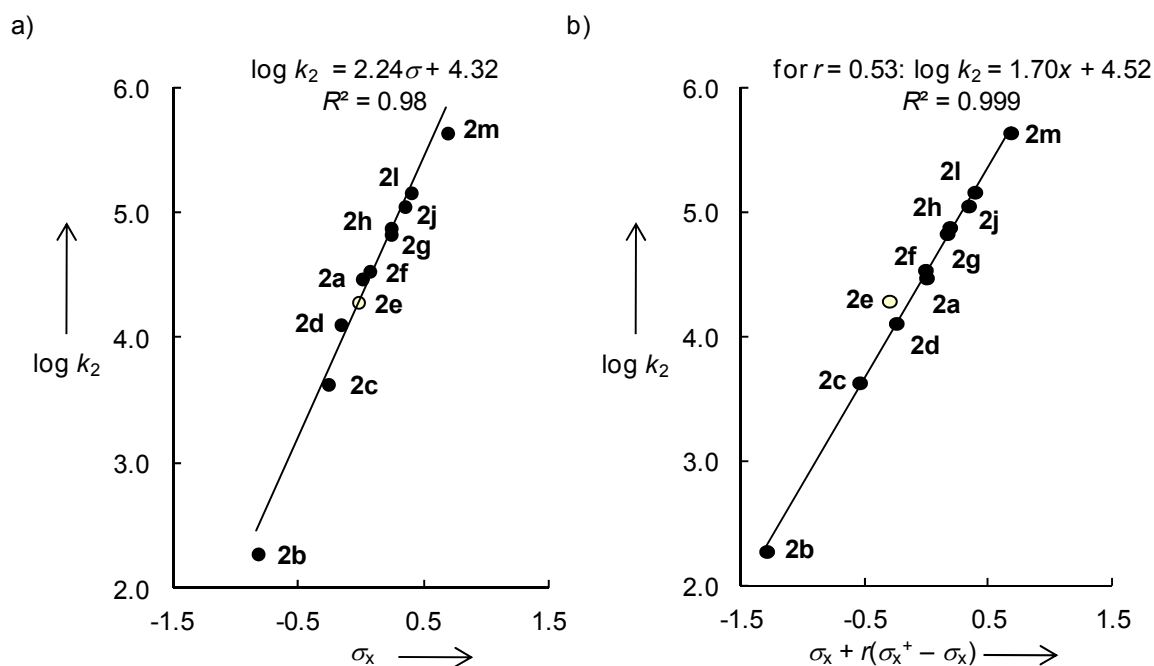 a)
log k₂ = 2.24σ + 4.32
R² = 0.98
6.0
5.0
4.0
3.0
2.0
log k₂
2m
2l
2j
2h
2g
2f
2a
2e
2d
2c
2b
-1.5
-0.5
0.5
1.5
σₓ
b)
for r = 0.53: log k₂ = 1.70x + 4.52
R² = 0.999
6.0
5.0
4.0
3.0
2.0
log k₂
2m
2l
2j
2h
2g
2f
2a
2e
2d
2c
2b
-1.5
-0.5
0.5
1.5
σₓ + r(σₓ⁺ – σₓ)